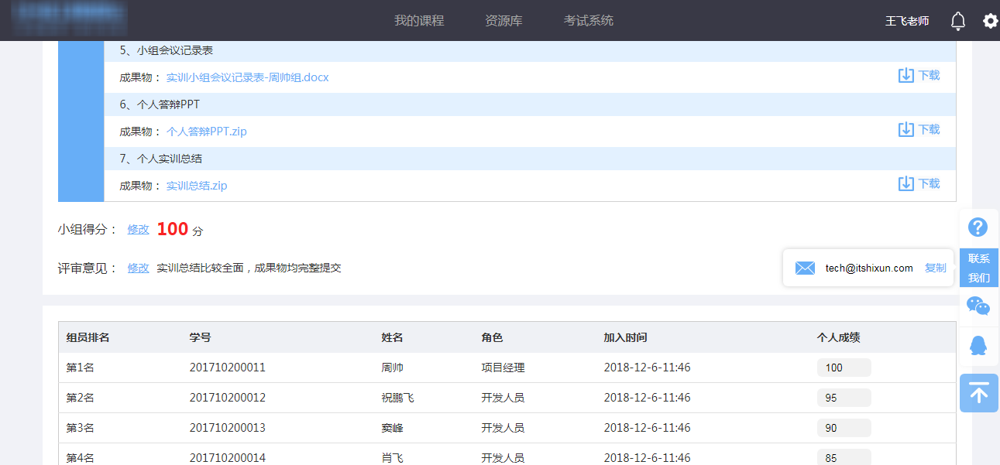 我的课程 资源库 考试系统 王飞老师
5、小组会议记录表
成果物： 实训小组会议记录表-周帅组.docx 下载
6、个人答辩PPT
成果物： 个人答辩PPT.zip 下载
7、个人实训总结
成果物： 实训总结.zip 下载
小组得分： 修改 100 分
评审意见： 修改 实训总结比较全面，成果物均完整提交
tech@itshixun.com 复制
联系
我们
组员排名 学号 姓名 角色 加入时间 个人成绩
第1名 201710200011 周帅 项目经理 2018-12-6-11:46 100
第2名 201710200012 祝鹏飞 开发人员 2018-12-6-11:46 95
第3名 201710200013 窦峰 开发人员 2018-12-6-11:46 90
第4名 201710200014 肖飞 开发人员 2018-12-6-11:46 85